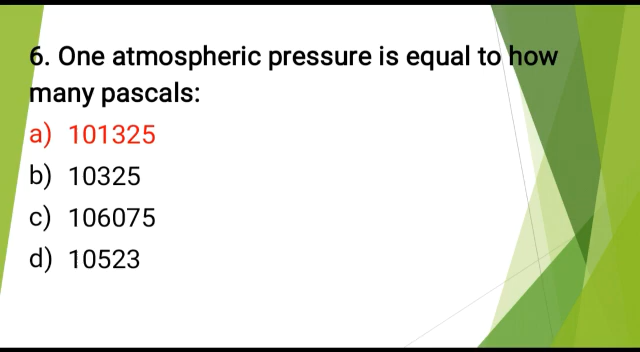 6. One atmospheric pressure is equal to how
many pascals:
a) 101325
b) 10325
c) 106075
d) 10523